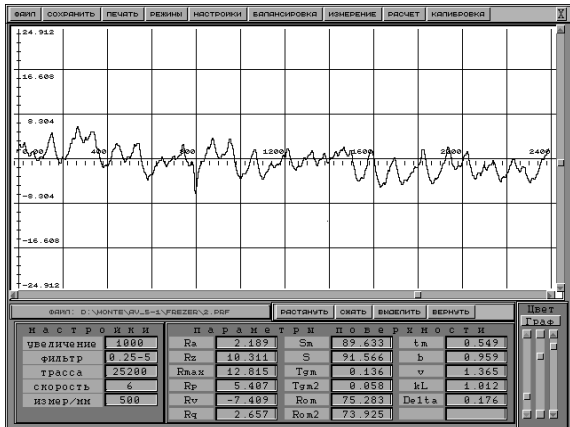 ФАИЛ СОХРАНИТЬ ПЕЧАТЬ РЕЖИМЫ НАСТРОИКИ БАЛАНСИРОВКА ИЗМЕРЕНИЕ РАСЧЕТ КАЛИБРОВКА X
24.912
16.608
8.304
400 800 1200 1600 2000 2400
-8.304
-16.608
-24.912
ФАИЛ: D:\MONTE\AV_S-1\FREZER\2.PRF РАСТЯНУТЬ СЖАТЬ ВЫДЕЛИТЬ ВЕРНУТЬ Цвет
Граф
настройки параметры поверхности
увеличение 1000 Ra 2.189 Sm 89.633 tm 0.549
фильтр 0.25-5 Rz 10.311 S 91.566 b 0.959
трасса 25200 Rmax 12.815 Tgm 0.136 v 1.365
скорость 6 Rp 5.407 Tgm2 0.058 kL 1.012
измер/мм 500 Rv -7.409 Rom 75.283 Delta 0.176
Rq 2.657 Rom2 73.925